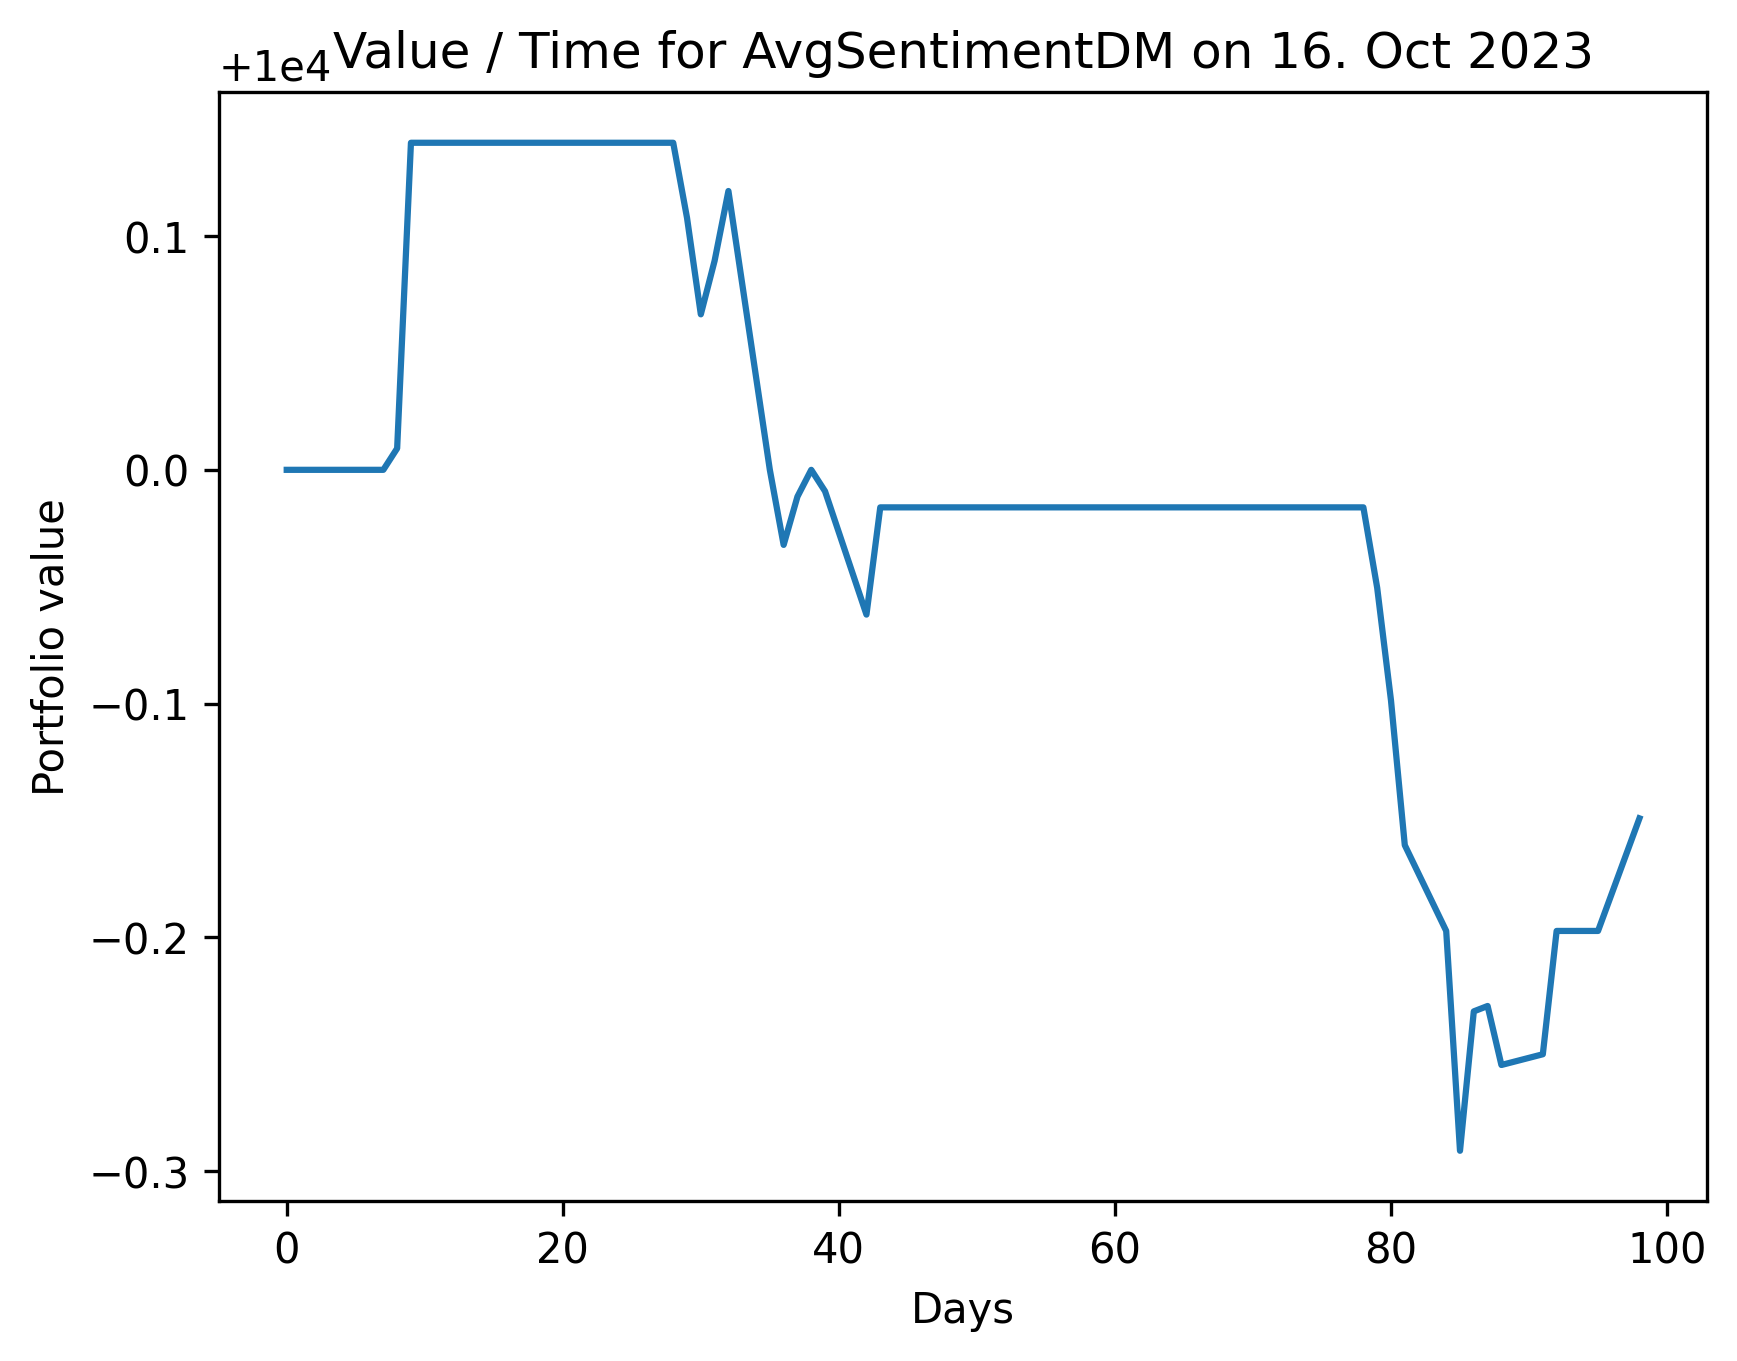 Value / Time for AvgSentimentDM on 16. Oct 2023
+1e4
Portfolio value
0.1
0.0
−0.1
−0.2
−0.3
0 20 40 60 80 100
Days